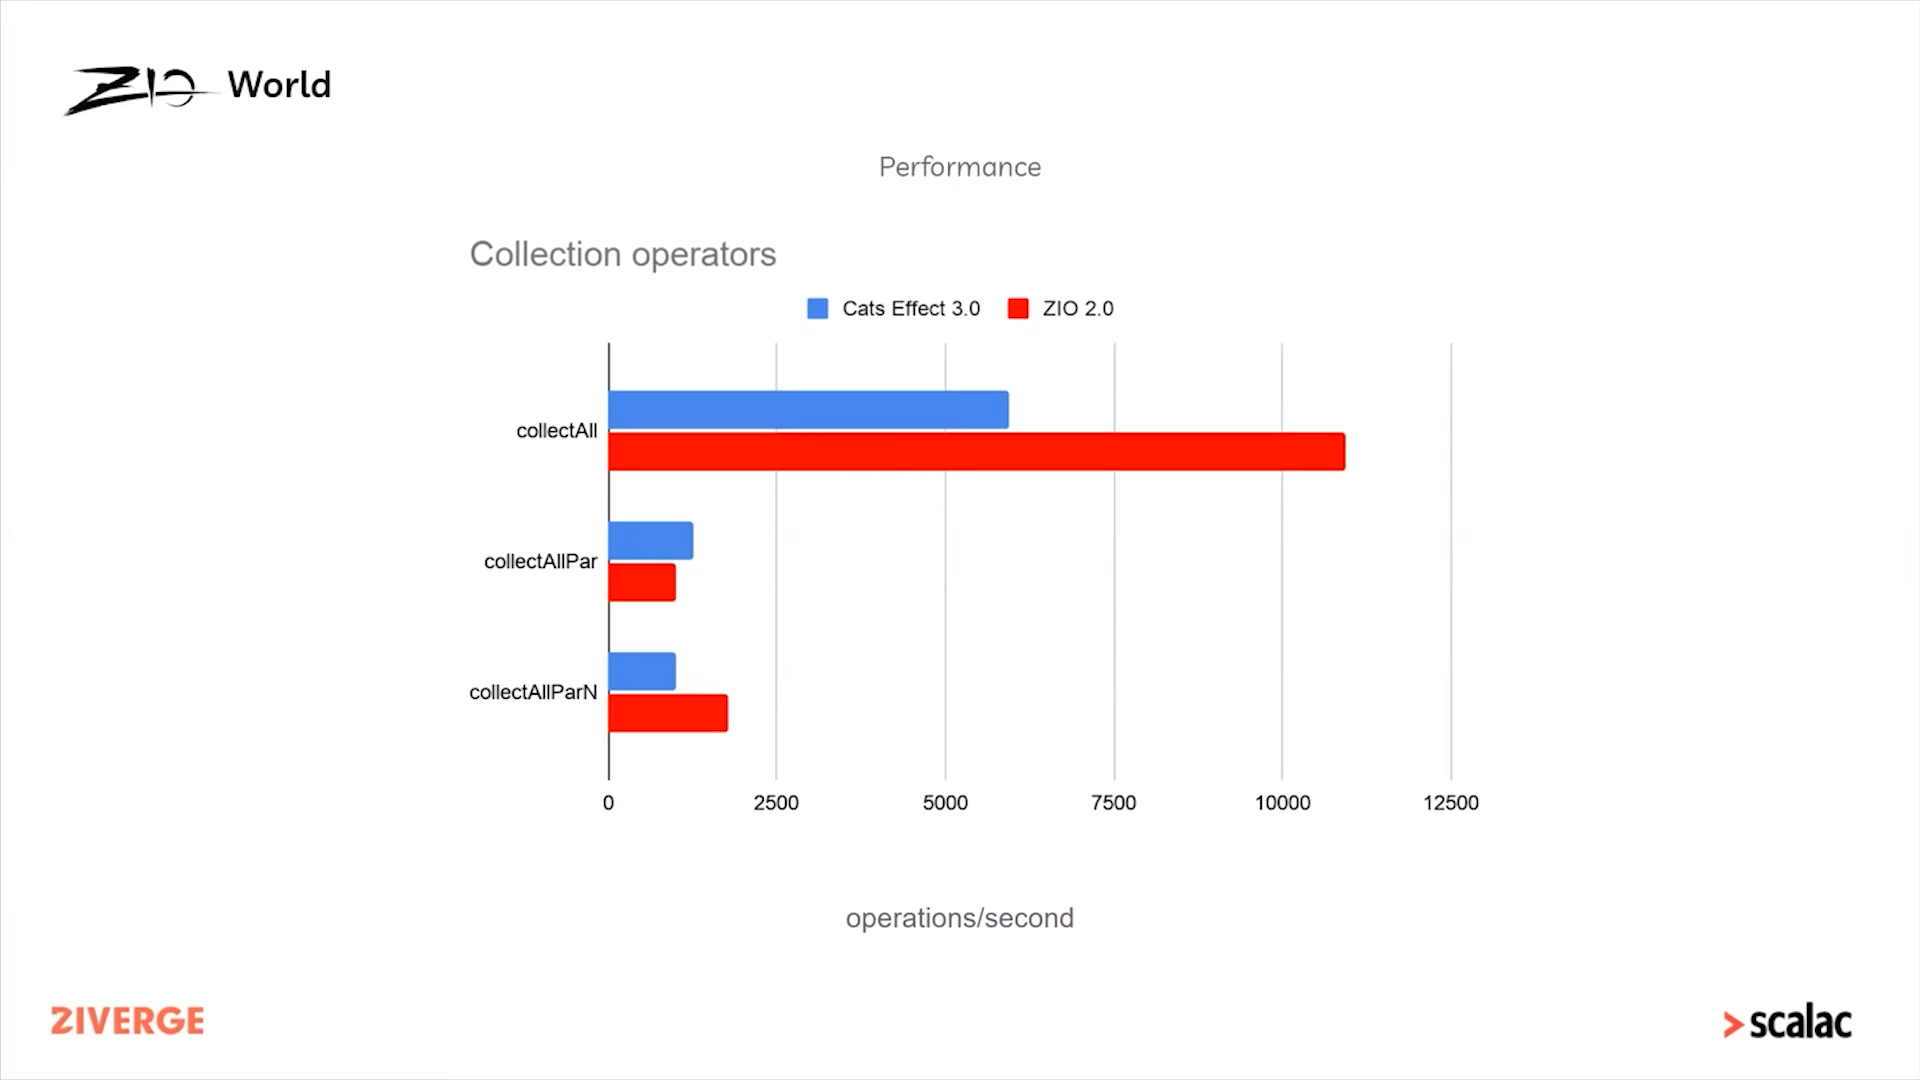 ZIO World
Performance
Collection operators
Cats Effect 3.0 ZIO 2.0
collectAll
collectAllPar
collectAllParN
0 2500 5000 7500 10000 12500
operations/second
ZIVERGE
scalac